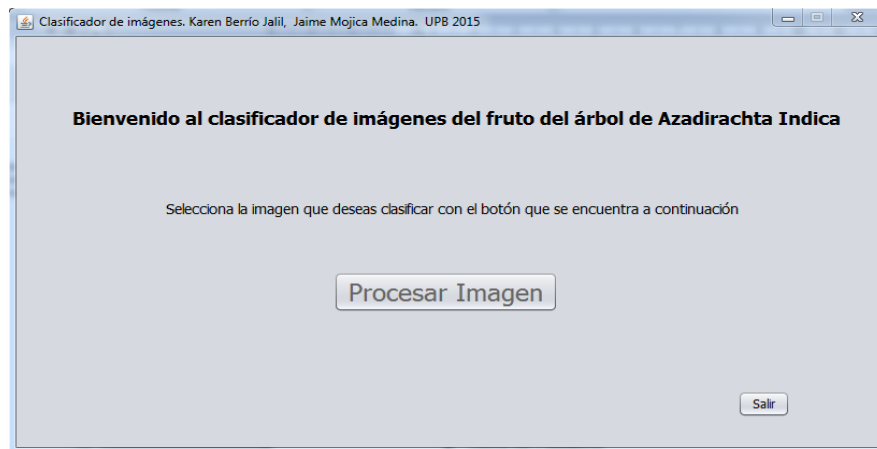 Clasificador de imágenes. Karen Berrío Jalil, Jaime Mojica Medina. UPB 2015
Bienvenido al clasificador de imágenes del fruto del árbol de Azadirachta Indica
Selecciona la imagen que deseas clasificar con el botón que se encuentra a continuación
Procesar Imagen
Salir